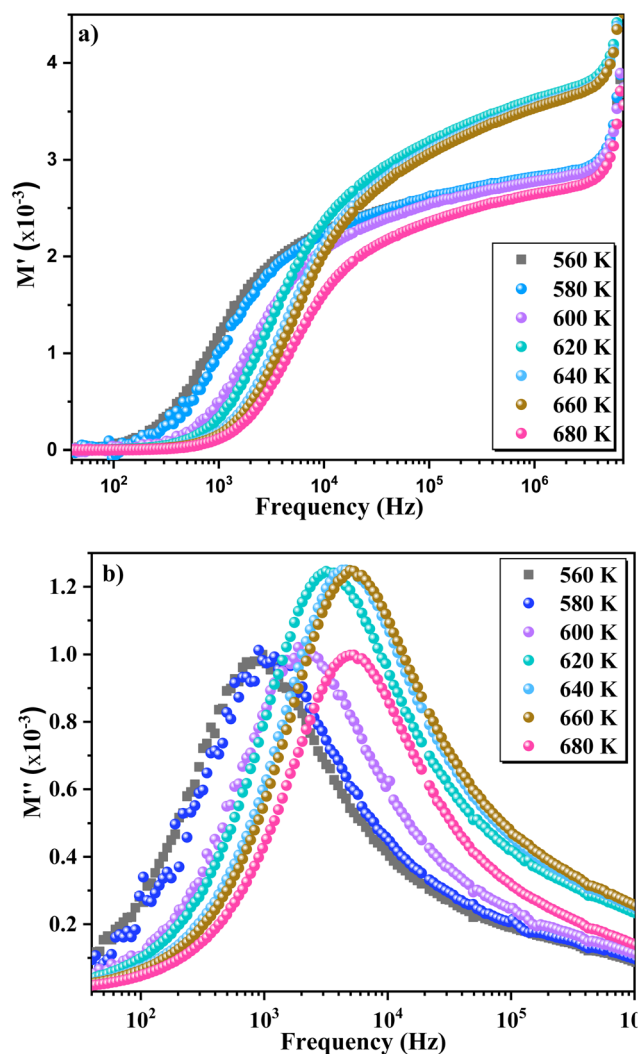 a)
4
3
2
1
0
M' (x10⁻³)
560 K
580 K
600 K
620 K
640 K
660 K
680 K
10² 10³ 10⁴ 10⁵ 10⁶
Frequency (Hz)
b)
1.2
1.0
0.8
0.6
0.4
0.2
M'' (x10⁻³)
560 K
580 K
600 K
620 K
640 K
660 K
680 K
10² 10³ 10⁴ 10⁵ 10
Frequency (Hz)